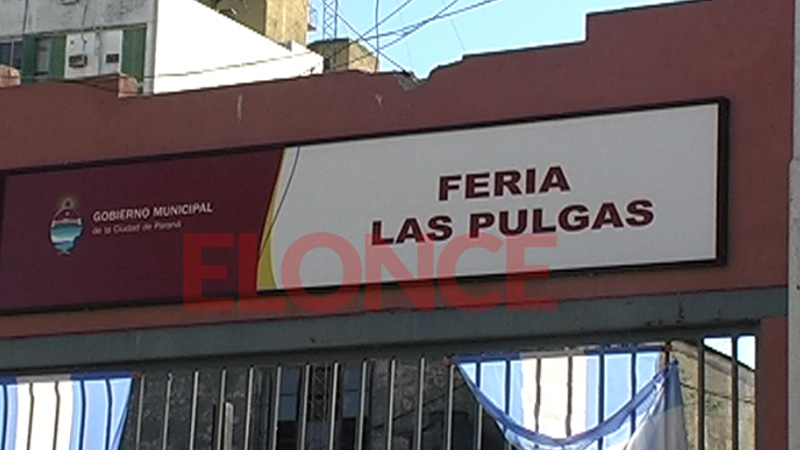 GOBIERNO MUNICIPAL
de la Ciudad de Paraná
FERIA
LAS PULGAS
ELONCE